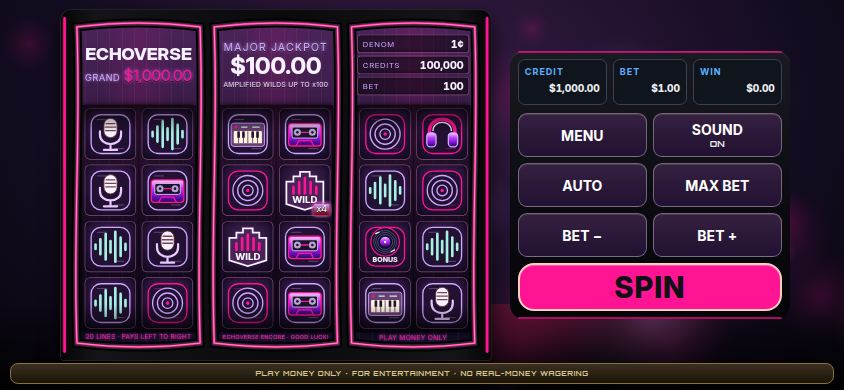 ECHOVERSE
GRAND $1,000.00
MAJOR JACKPOT
$100.00
AMPLIFIED WILDS UP TO x100
DENOM 1¢
CREDITS 100,000
BET 100
WILD
x4
WILD
BONUS
20 LINES · PAYS LEFT TO RIGHT
ECHOVERSE ENCORE · GOOD LUCK!
PLAY MONEY ONLY
CREDIT
$1,000.00
BET
$1.00
WIN
$0.00
MENU
SOUND
ON
AUTO
MAX BET
BET –
BET +
SPIN
PLAY MONEY ONLY · FOR ENTERTAINMENT · NO REAL-MONEY WAGERING